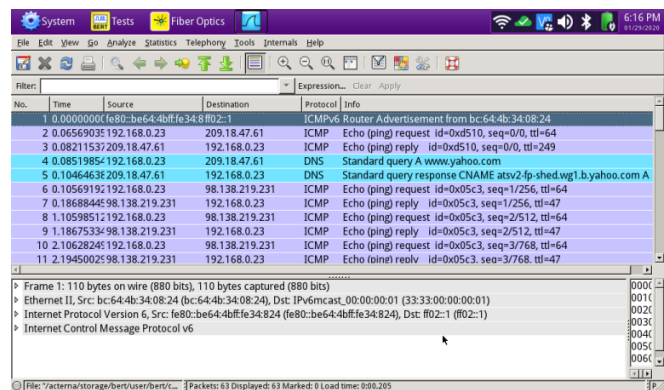 System Tests Fiber Optics 6:16 PM
01/29/2020
File Edit View Go Analyze Statistics Telephony Tools Internals Help
Filter: Expression... Clear Apply
No. Time Source Destination Protocol Info
1 0.0000000( fe80::be64:4bff:fe34:8 ff02::1 ICMPv6 Router Advertisement from bc:64:4b:34:08:24
2 0.0656903 192.168.0.23 209.18.47.61 ICMP Echo (ping) request id=0xd510, seq=0/0, ttl=64
3 0.0821153 209.18.47.61 192.168.0.23 ICMP Echo (ping) reply id=0xd510, seq=0/0, ttl=249
4 0.0851985 192.168.0.23 209.18.47.61 DNS Standard query A www.yahoo.com
5 0.1046463 209.18.47.61 192.168.0.23 DNS Standard query response CNAME atsv2-fp-shed.wg1.b.yahoo.com A
6 0.1056919 192.168.0.23 98.138.219.231 ICMP Echo (ping) request id=0x05c3, seq=1/256, ttl=64
7 0.1868844 98.138.219.231 192.168.0.23 ICMP Echo (ping) reply id=0x05c3, seq=1/256, ttl=47
8 1.1059851 192.168.0.23 98.138.219.231 ICMP Echo (ping) request id=0x05c3, seq=2/512, ttl=64
9 1.1867533 98.138.219.231 192.168.0.23 ICMP Echo (ping) reply id=0x05c3, seq=2/512, ttl=47
10 2.1062824 192.168.0.23 98.138.219.231 ICMP Echo (ping) request id=0x05c3, seq=3/768, ttl=64
11 2.1945002 98.138.219.231 192.168.0.23 ICMP Echo (ping) reply id=0x05c3, seq=3/768, ttl=47
Frame 1: 110 bytes on wire (880 bits), 110 bytes captured (880 bits)
Ethernet II, Src: bc:64:4b:34:08:24 (bc:64:4b:34:08:24), Dst: IPv6mcast_00:00:00:01 (33:33:00:00:00:01)
Internet Protocol Version 6, Src: fe80::be64:4bff:fe34:824 (fe80::be64:4bff:fe34:824), Dst: ff02::1 (ff02::1)
Internet Control Message Protocol v6
0010
0020
0030
0040
0050
0060
File: "/acterna/storage/bert/user/bert/c... Packets: 63 Displayed: 63 Marked: 0 Load time: 0:00.205